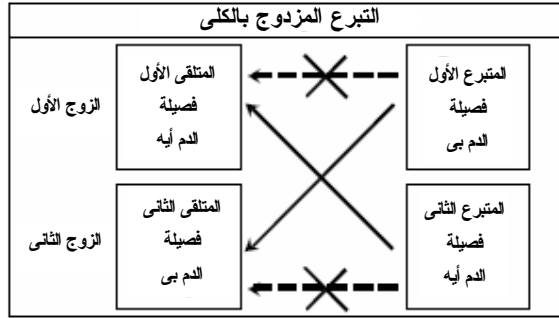 التبرع المزدوج بالكلى
المتبرع الأول
فصيلة
الدم بى
المتلقى الأول
فصيلة
الدم أيه
الزوج الأول
المتبرع الثانى
فصيلة
الدم أيه
المتلقى الثانى
فصيلة
الدم بى
الزوج الثانى